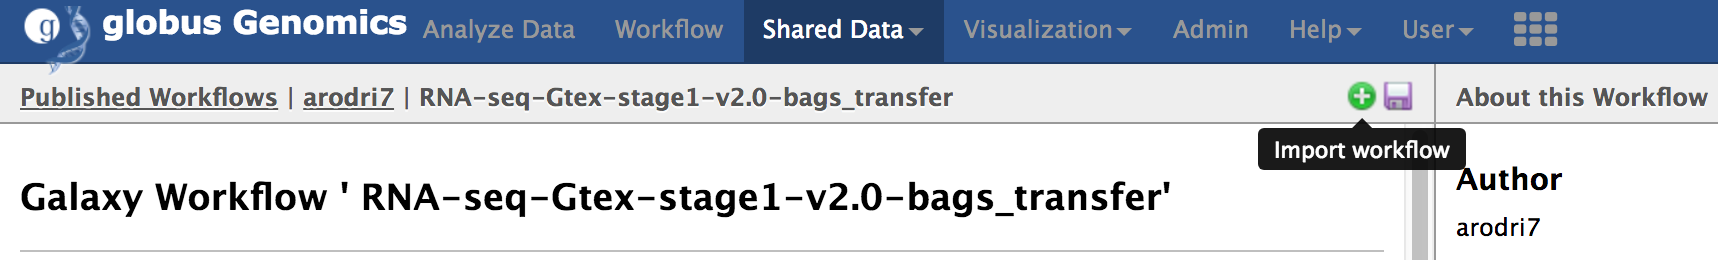 g globus Genomics Analyze Data Workflow Shared Data Visualization Admin Help User
Published Workflows | arodri7 | RNA-seq-Gtex-stage1-v2.0-bags_transfer About this Workflow
Import workflow
Galaxy Workflow ' RNA-seq-Gtex-stage1-v2.0-bags_transfer'
Author
arodri7